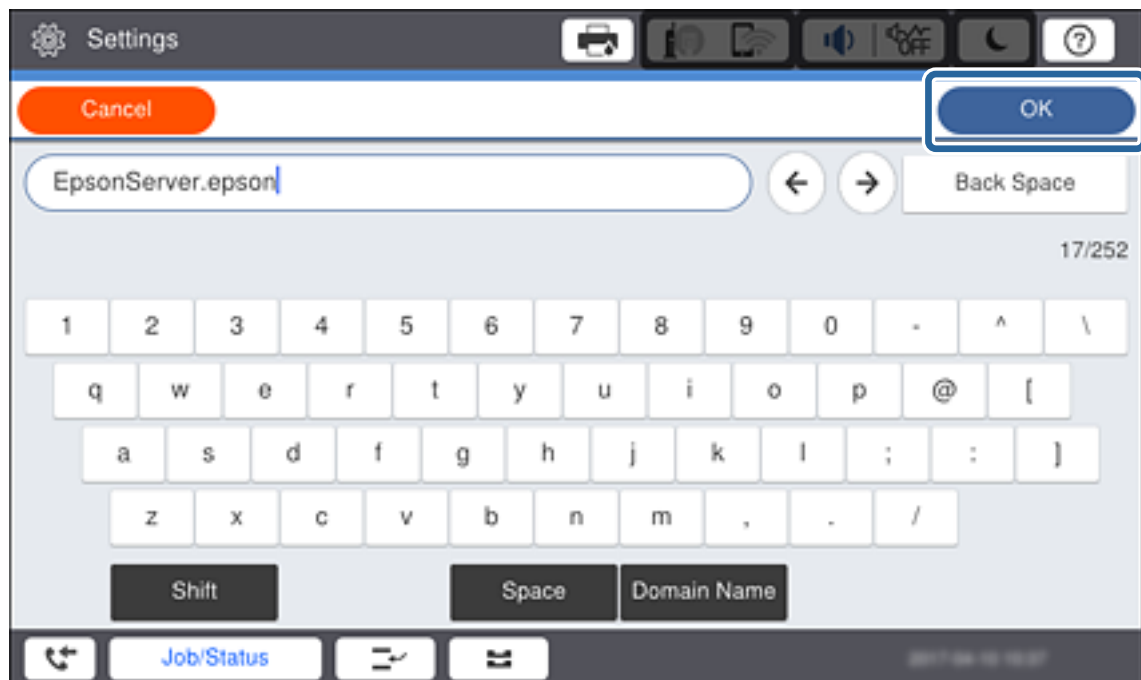 Settings
OFF
?
Cancel OK
EpsonServer.epson ← → Back Space
17/252
1 2 3 4 5 6 7 8 9 0 - ^ \
q w e r t y u i o p @ [
a s d f g h j k l ; : ]
z x c v b n m , . /
Shift Space Domain Name
Job/Status